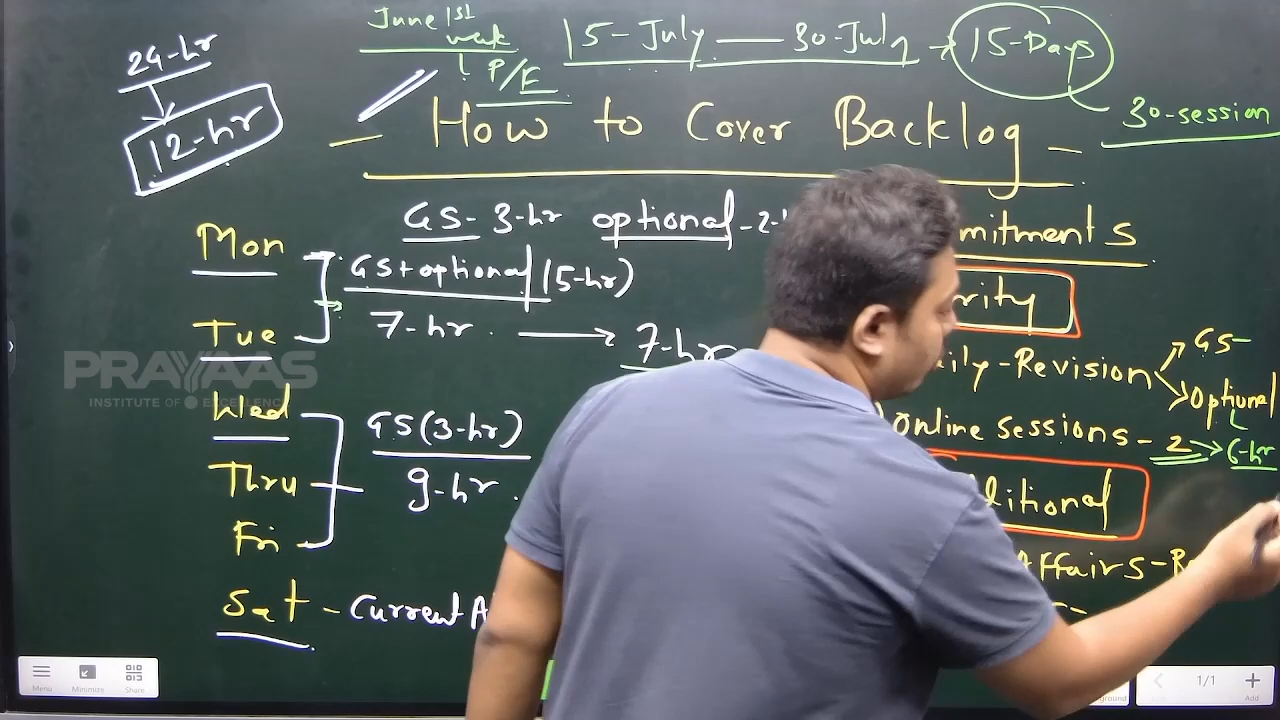 24-hr
12-hr
June 1st week
P/E
15-July — 30-July → 15-Days
30-session
— How to Cover Backlog —
GS- 3-hr optional-2-
mitments
Mon
GS+optional (5-hr)
rity
Tue
7-hr. → 7-hr
ily-Revision
GS-
Optional
PRAYAAS
INSTITUTE OF EXCELLENCE
Wed
GS(3-hr)
online sessions-2→6-hr
Thru
9-hr.
litional
Fri
Affairs-R
Sat - Current A
Menu
Minimize
Share
ground
1/1
Add